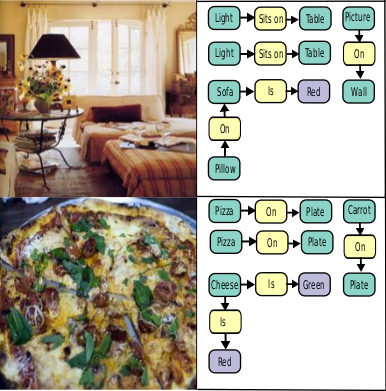 Light Sits on Table Picture
Light Sits on Table On
Sofa Is Red Wall
On
Pillow
Pizza On Plate Carrot
Pizza On Plate On
Cheese Is Green Plate
Is
Red